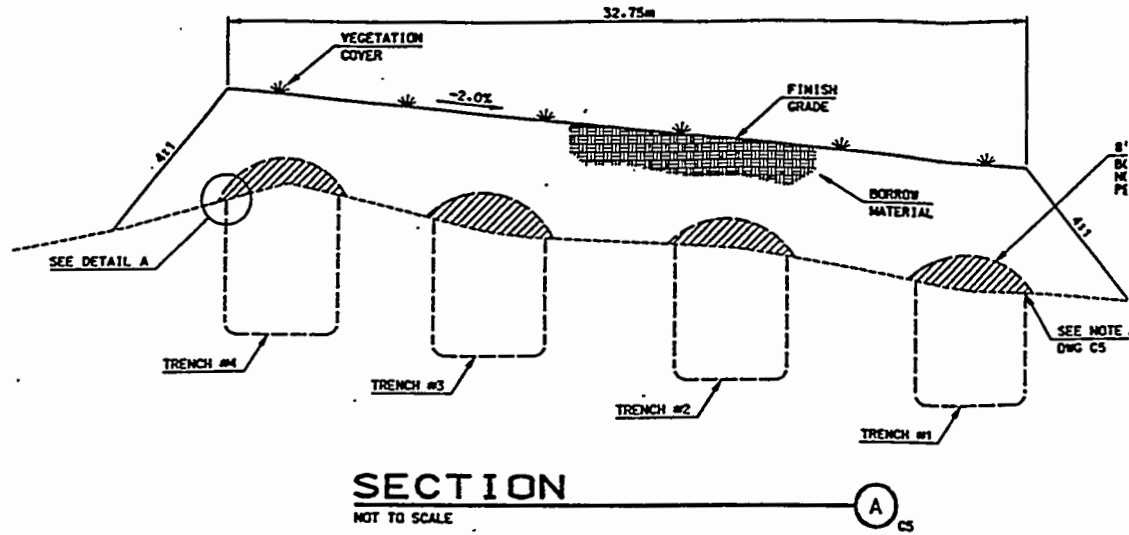 32.75m
VEGETATION
COVER
-2.0%
FINISH
GRADE
4:1
BORROW
MATERIAL
4:1
SEE DETAIL A
SEE NOTE
DWG C5
TRENCH #4
TRENCH #3
TRENCH #2
TRENCH #1
SECTION
NOT TO SCALE
A
C5